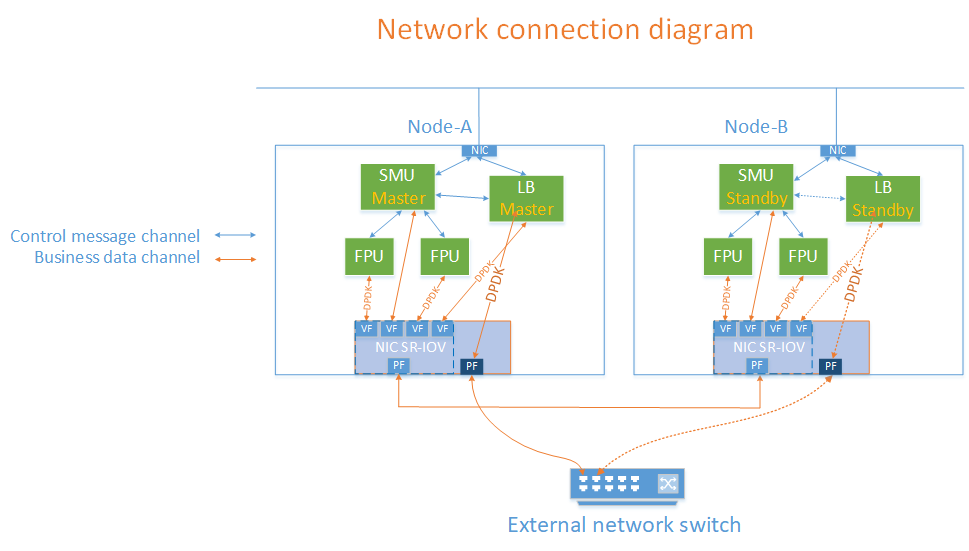 Network connection diagram
Node-A
Node-B
NIC
NIC
SMU
Master
LB
Master
SMU
Standby
LB
Standby
Control message channel
Business data channel
FPU
FPU
FPU
FPU
DPDK
DPDK
DPDK
DPDK
DPDK
DPDK
DPDK
DPDK
VF
VF
VF
VF
VF
VF
VF
VF
NIC SR-IOV
NIC SR-IOV
PF
PF
PF
PF
External network switch